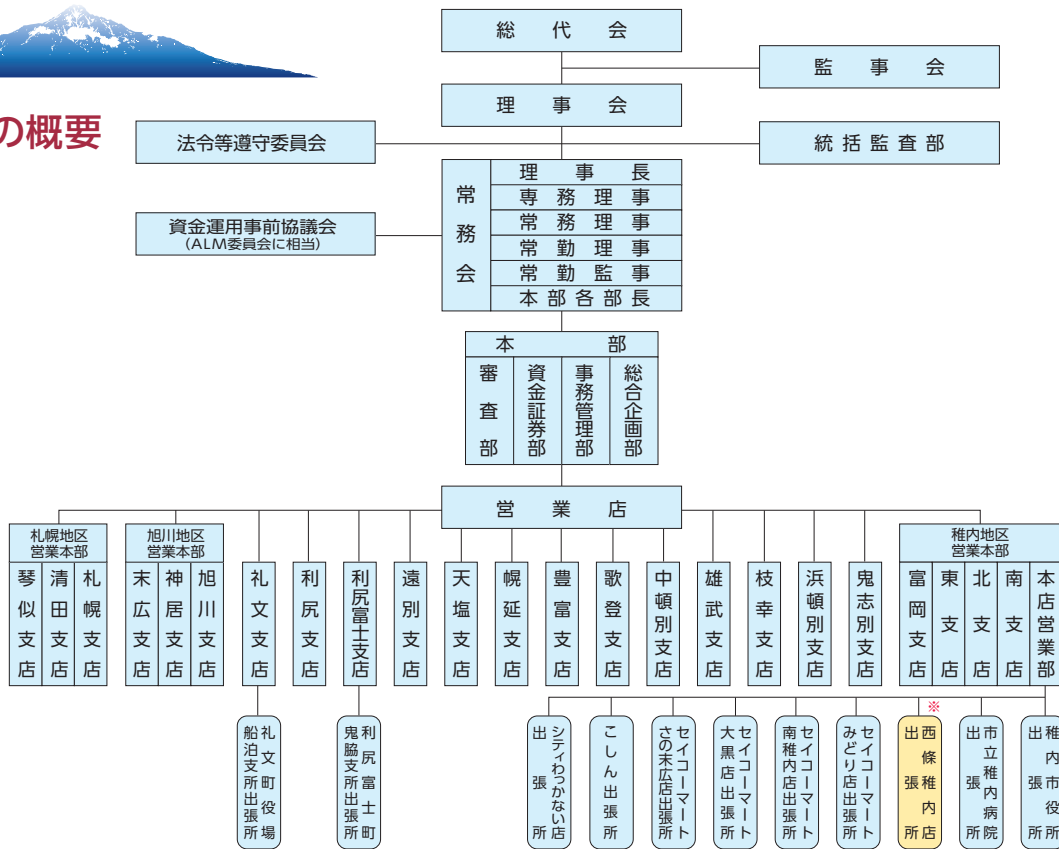 の概要
総代会
監事会
理事会
法令等遵守委員会
統括監査部
常務会
理事長
専務理事
常務理事
常勤理事
常勤監事
本部各部長
資金運用事前協議会
(ALM委員会に相当)
本部
審査部
資金証券部
事務管理部
総合企画部
営業店
札幌地区
営業本部
琴似支店
清田支店
札幌支店
旭川地区
営業本部
末広支店
神居支店
旭川支店
礼文支店
利尻支店
利尻富士支店
遠別支店
天塩支店
幌延支店
豊富支店
歌登支店
中頓別支店
雄武支店
枝幸支店
浜頓別支店
鬼志別支店
稚内地区
営業本部
富岡支店
東支店
北支店
南支店
本店営業部
礼文町役場
船泊支所出張所
利尻富士町
鬼脇支所出張所
シティわっかない店
出張所
こしん出張所
セイコーマート
さの末広店出張所
セイコーマート
大黒店出張所
セイコーマート
南稚内店出張所
セイコーマート
みどり店出張所
※
西條稚内店
出張所
市立稚内病院
出張所
稚内市役所
出張所